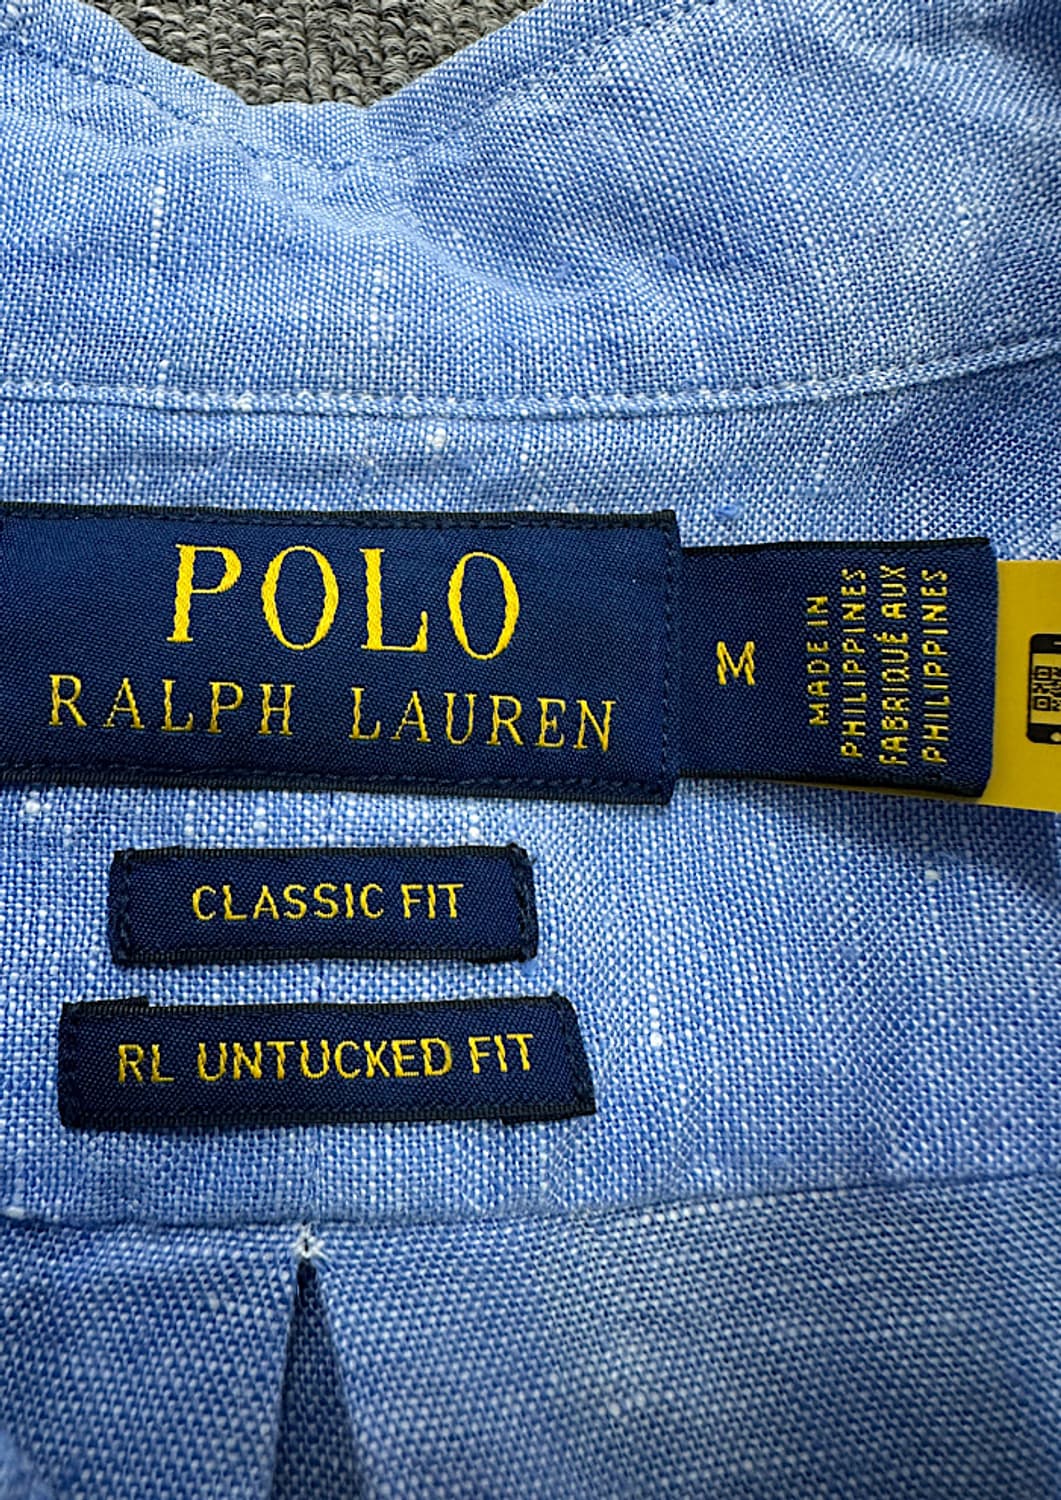 POLO
RALPH LAUREN
M
MADE IN
PHILIPPINES
FABRIQUÉ AUX
PHILIPPINES
CLASSIC FIT
RL UNTUCKED FIT